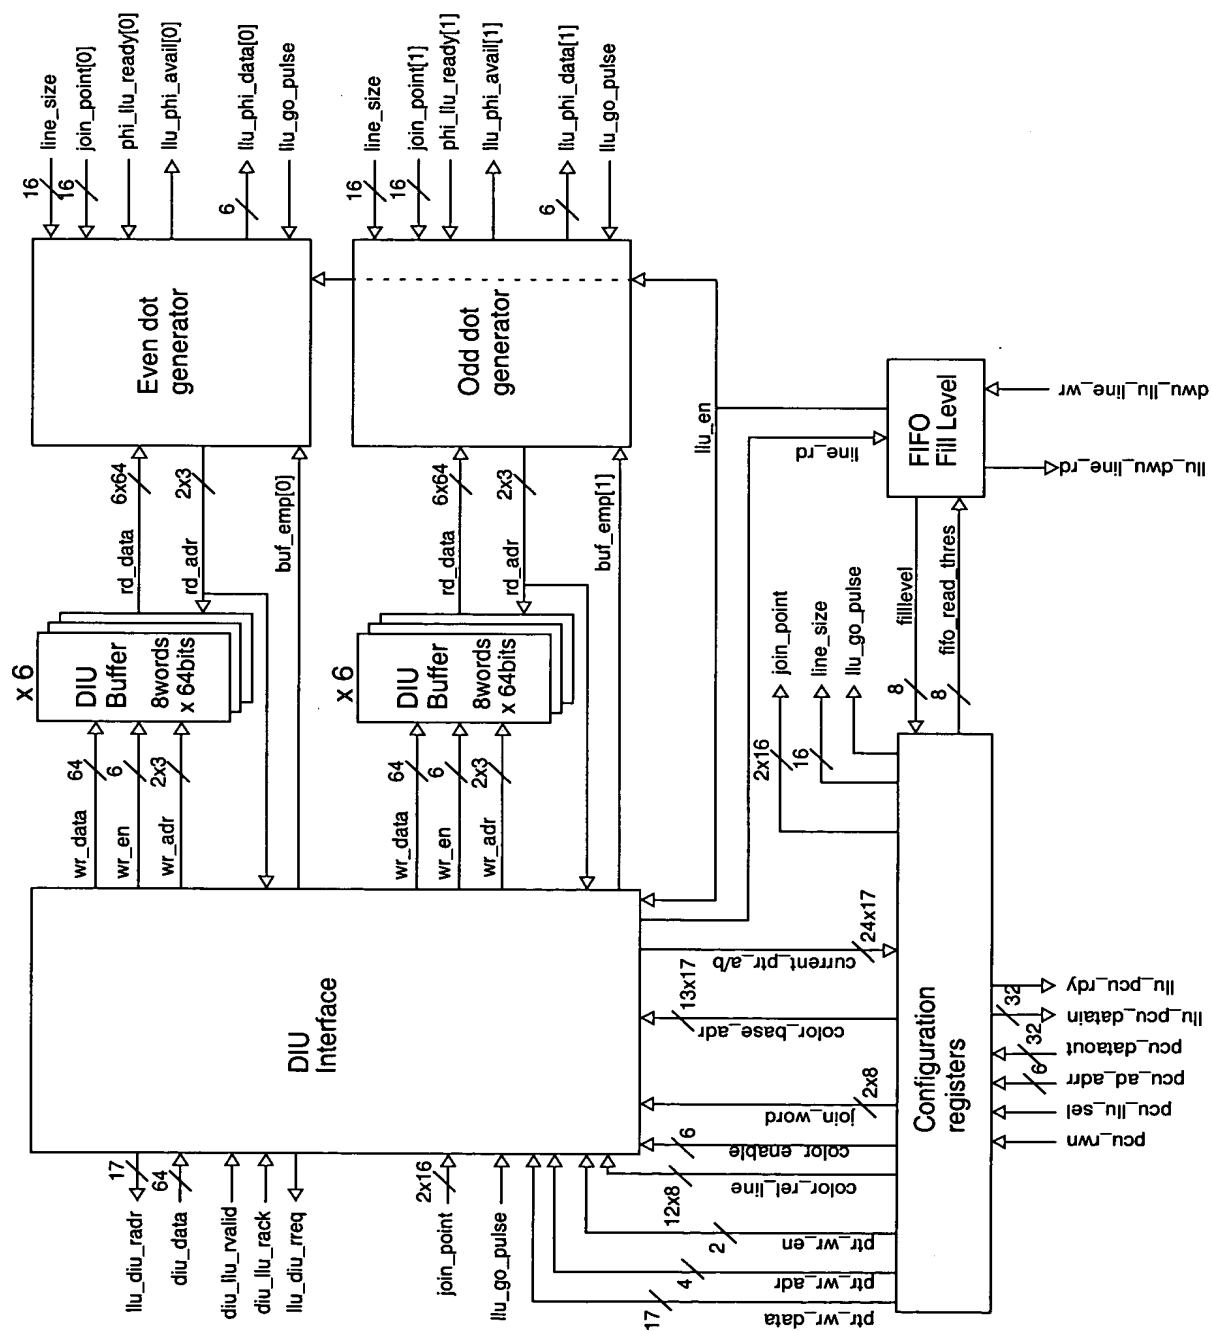 line_size
16
join_point[0]
16
phi_llu_ready[0]
llu_phi_avail[0]
llu_phi_data[0]
6
llu_go_pulse
line_size
16
join_point[1]
16
phi_llu_ready[1]
llu_phi_avail[1]
llu_phi_data[1]
6
llu_go_pulse
Even dot
generator
Odd dot
generator
rd_data
6x64
rd_adr
2x3
buf_emp[0]
rd_data
6x64
rd_adr
2x3
buf_emp[1]
llu_en
line_rd
x 6
DIU
Buffer
8words
x 64bits
x 6
DIU
Buffer
8words
x 64bits
wr_data
64
wr_en
6
wr_adr
2x3
wr_data
64
wr_en
6
wr_adr
2x3
FIFO
Fill Level
dwu_llu_line_wr
llu_dwu_line_rd
filllevel
8
fifo_read_thres
8
join_point
2x16
line_size
16
llu_go_pulse
DIU
Interface
llu_diu_radr
17
diu_data
64
diu_llu_rvalid
diu_llu_rack
llu_diu_rreq
join_point
2x16
llu_go_pulse
current_ptr_a/b
24x17
color_base_adr
13x17
join_word
2x8
color_enable
6
color_rel_line
12x8
ptr_wr_en
2
ptr_wr_adr
4
ptr_wr_data
17
Configuration
registers
llu_pcu_rdy
llu_pcu_datain
32
pcu_dataout
32
pcu_ad_adr
6
pcu_llu_sel
pcu_rwn